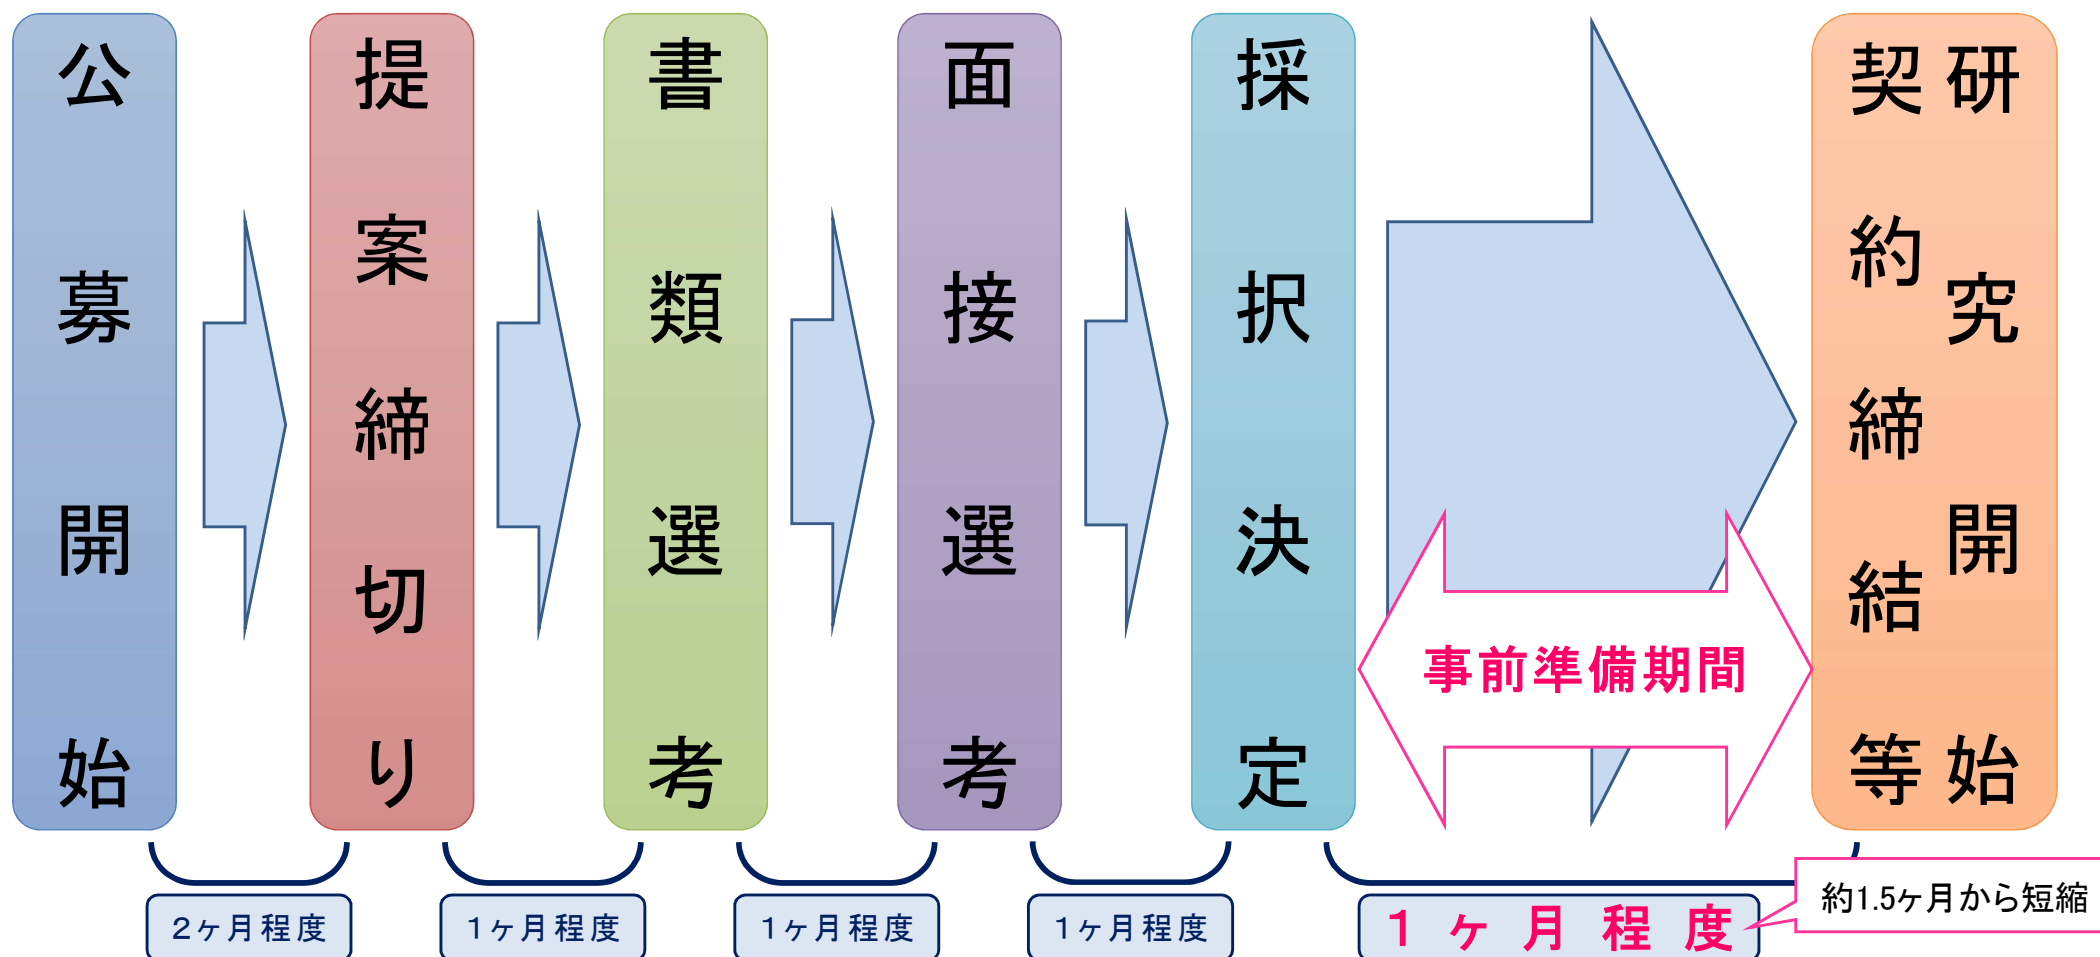 公募開始
提案締切り
書類選考
面接選考
採択決定
事前準備期間
研究開始
契約締結等
2ヶ月程度
1ヶ月程度
1ヶ月程度
1ヶ月程度
1ヶ月程度
約1.5ヶ月から短縮